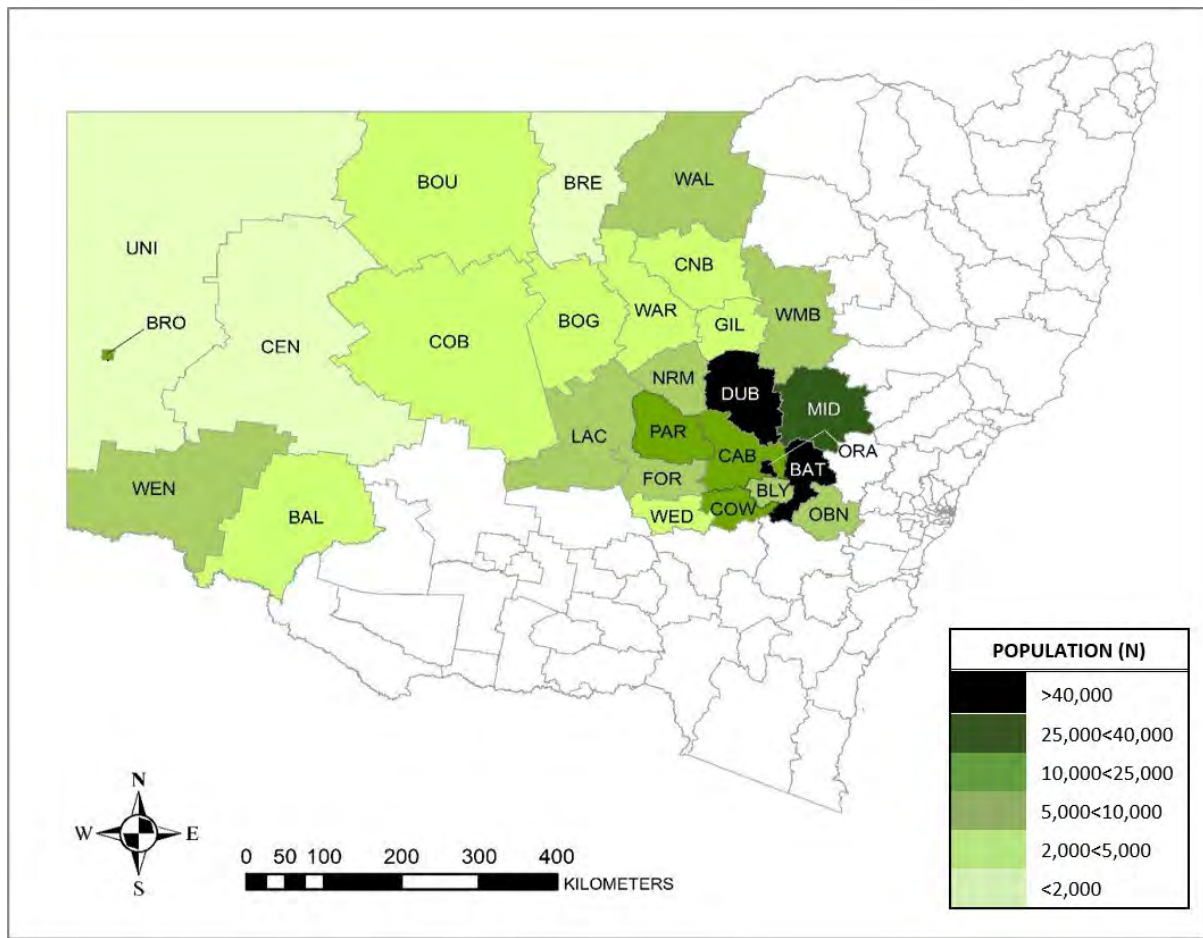 BOU
BRE
WAL
UNI
CNB
BRO
CEN
COB
BOG
WAR
GIL
WMB
NRM
DUB
MID
LAC
PAR
CAB
ORA
BAT
WEN
FOR
BLY
BAL
WED
COW
OBN
POPULATION (N)
>40,000
25,000<40,000
10,000<25,000
5,000<10,000
2,000<5,000
<2,000
N
W E
S
0 50 100 200 300 400
KILOMETERS